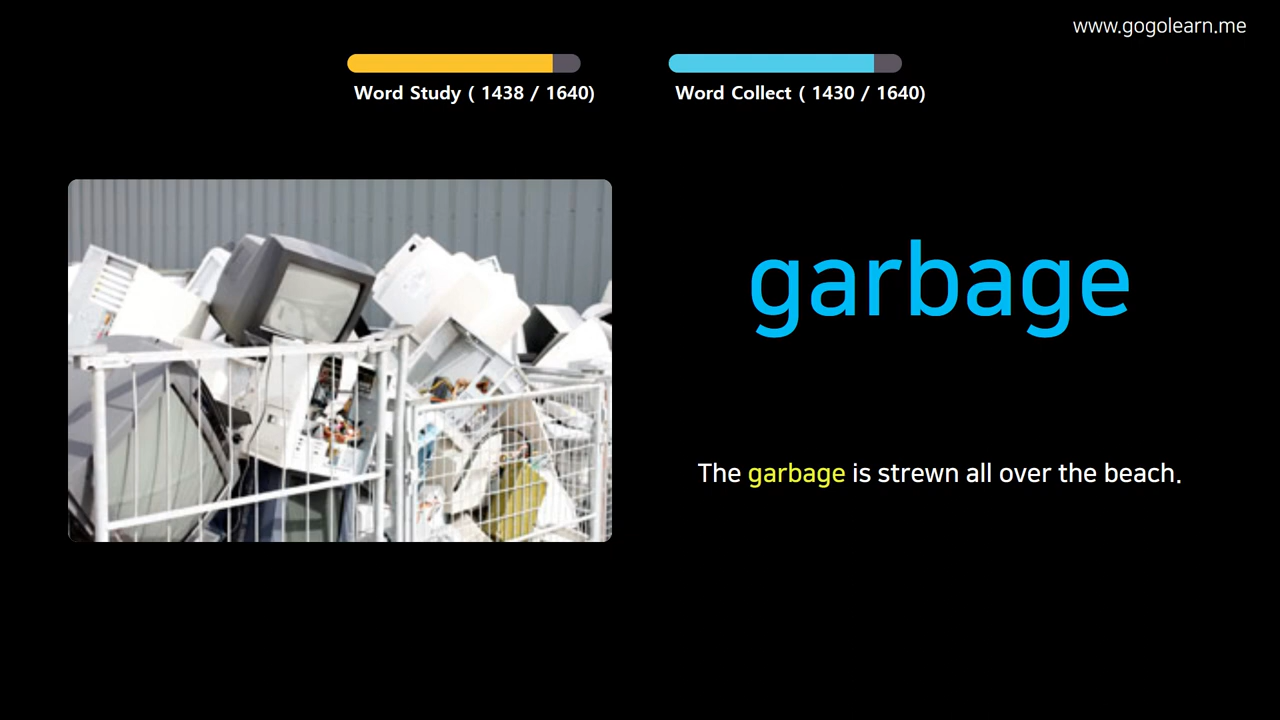 www.gogolearn.me
Word Study ( 1438 / 1640)
Word Collect ( 1430 / 1640)
garbage
The garbage is strewn all over the beach.